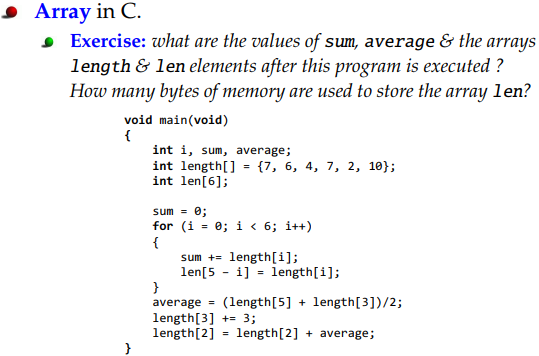 Array in C.
Exercise: what are the values of sum, average & the arrays
length & len elements after this program is executed ?
How many bytes of memory are used to store the array len?
void main(void)
{
    int i, sum, average;
    int length[] = {7, 6, 4, 7, 2, 10};
    int len[6];

    sum = 0;
    for (i = 0; i < 6; i++)
    {
        sum += length[i];
        len[5 - i] = length[i];
    }
    average = (length[5] + length[3])/2;
    length[3] += 3;
    length[2] = length[2] + average;
}